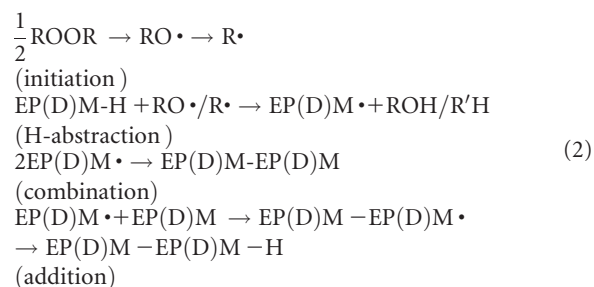 1/2 ROOR → RO• → R•
(initiation )
EP(D)M-H +RO•/R• → EP(D)M•+ROH/R′H
(H-abstraction )
2EP(D)M• → EP(D)M-EP(D)M
(2)
(combination)
EP(D)M•+EP(D)M → EP(D)M −EP(D)M•
→ EP(D)M −EP(D)M −H
(addition)